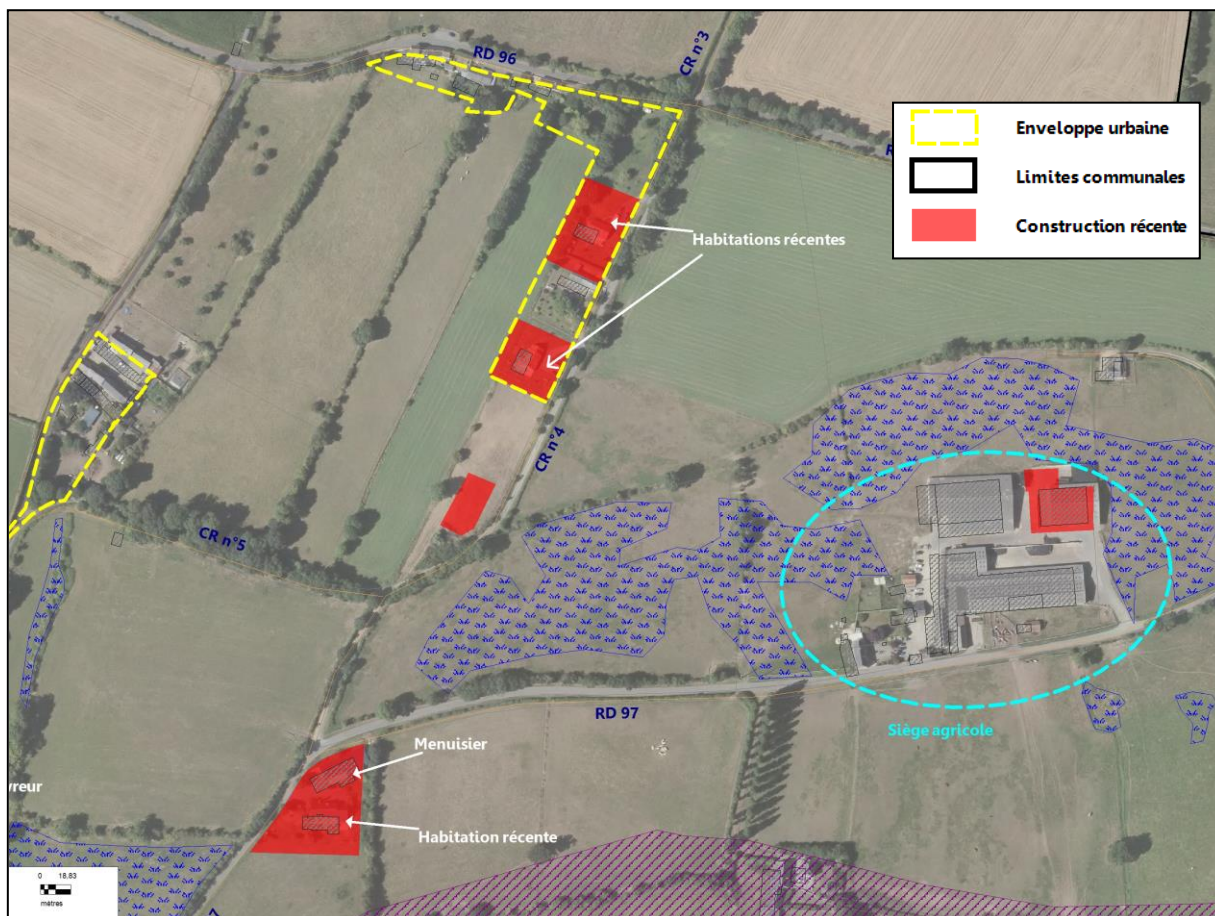 RD 96
CR n°3
Enveloppe urbaine
Limites communales
Construction récente
Habitations récentes
CR n°4
CR n°5
RD 97
Siège agricole
Menuisier
Habitation récente
vreur
0 18,83
mètres